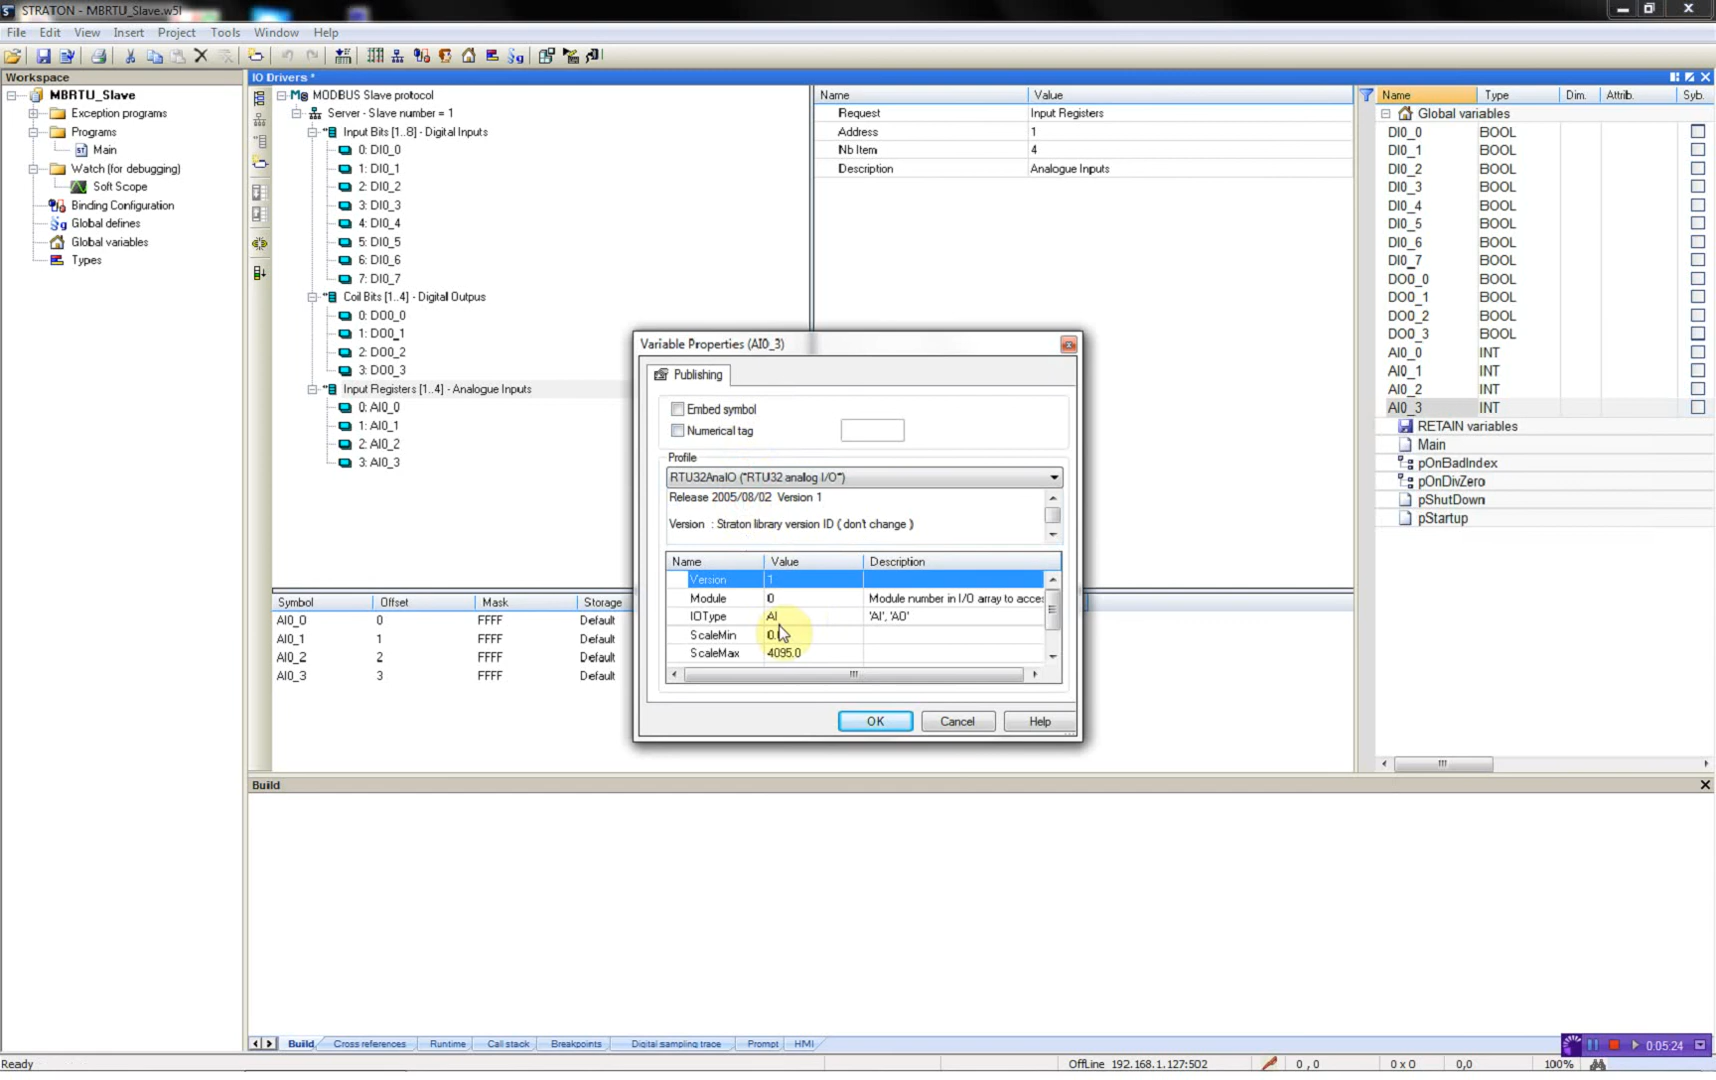 STRATON - MBRTU_Slave.w5l
File Edit View Insert Project Tools Window Help
Workspace
MBRTU_Slave
Exception programs
Programs
Main
Watch (for debugging)
Soft Scope
Binding Configuration
Global defines
Global variables
Types
IO Drivers *
MODBUS Slave protocol
Server - Slave number = 1
Input Bits [1..8] - Digital Inputs
0: DI0_0
1: DI0_1
2: DI0_2
3: DI0_3
4: DI0_4
5: DI0_5
6: DI0_6
7: DI0_7
Coil Bits [1..4] - Digital Outpus
0: DO0_0
1: DO0_1
2: DO0_2
3: DO0_3
Input Registers [1..4] - Analogue Inputs
0: AI0_0
1: AI0_1
2: AI0_2
3: AI0_3
Name Value
Request Input Registers
Address 1
Nb Item 4
Description Analogue Inputs
Symbol Offset Mask Storage
AI0_0 0 FFFF Default
AI0_1 1 FFFF Default
AI0_2 2 FFFF Default
AI0_3 3 FFFF Default
Variable Properties (AI0_3)
Publishing
Embed symbol
Numerical tag
Profile
RTU32AnaIO ("RTU32 analog I/O")
Release 2005/08/02 Version 1
Version : Straton library version ID ( don't change )
Name Value Description
Version 1
Module 0 Module number in I/O array to acces
IOType AI 'AI', 'AO'
ScaleMin
ScaleMax 4095.0
OK Cancel Help
Name Type Dim. Attrib. Syb.
Global variables
DI0_0 BOOL
DI0_1 BOOL
DI0_2 BOOL
DI0_3 BOOL
DI0_4 BOOL
DI0_5 BOOL
DI0_6 BOOL
DI0_7 BOOL
DO0_0 BOOL
DO0_1 BOOL
DO0_2 BOOL
DO0_3 BOOL
AI0_0 INT
AI0_1 INT
AI0_2 INT
AI0_3 INT
RETAIN variables
Main
pOnBadIndex
pOnDivZero
pShutDown
pStartup
Build
Build Cross references Runtime Call stack Breakpoints Digital sampling trace Prompt HMI
0:05:24
Ready OffLine 192.168.1.127:502 0 , 0 0 x 0 0,0 100%